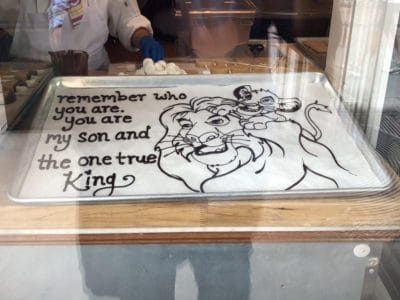 remember who
you are.
you are
my son and
the one true
King